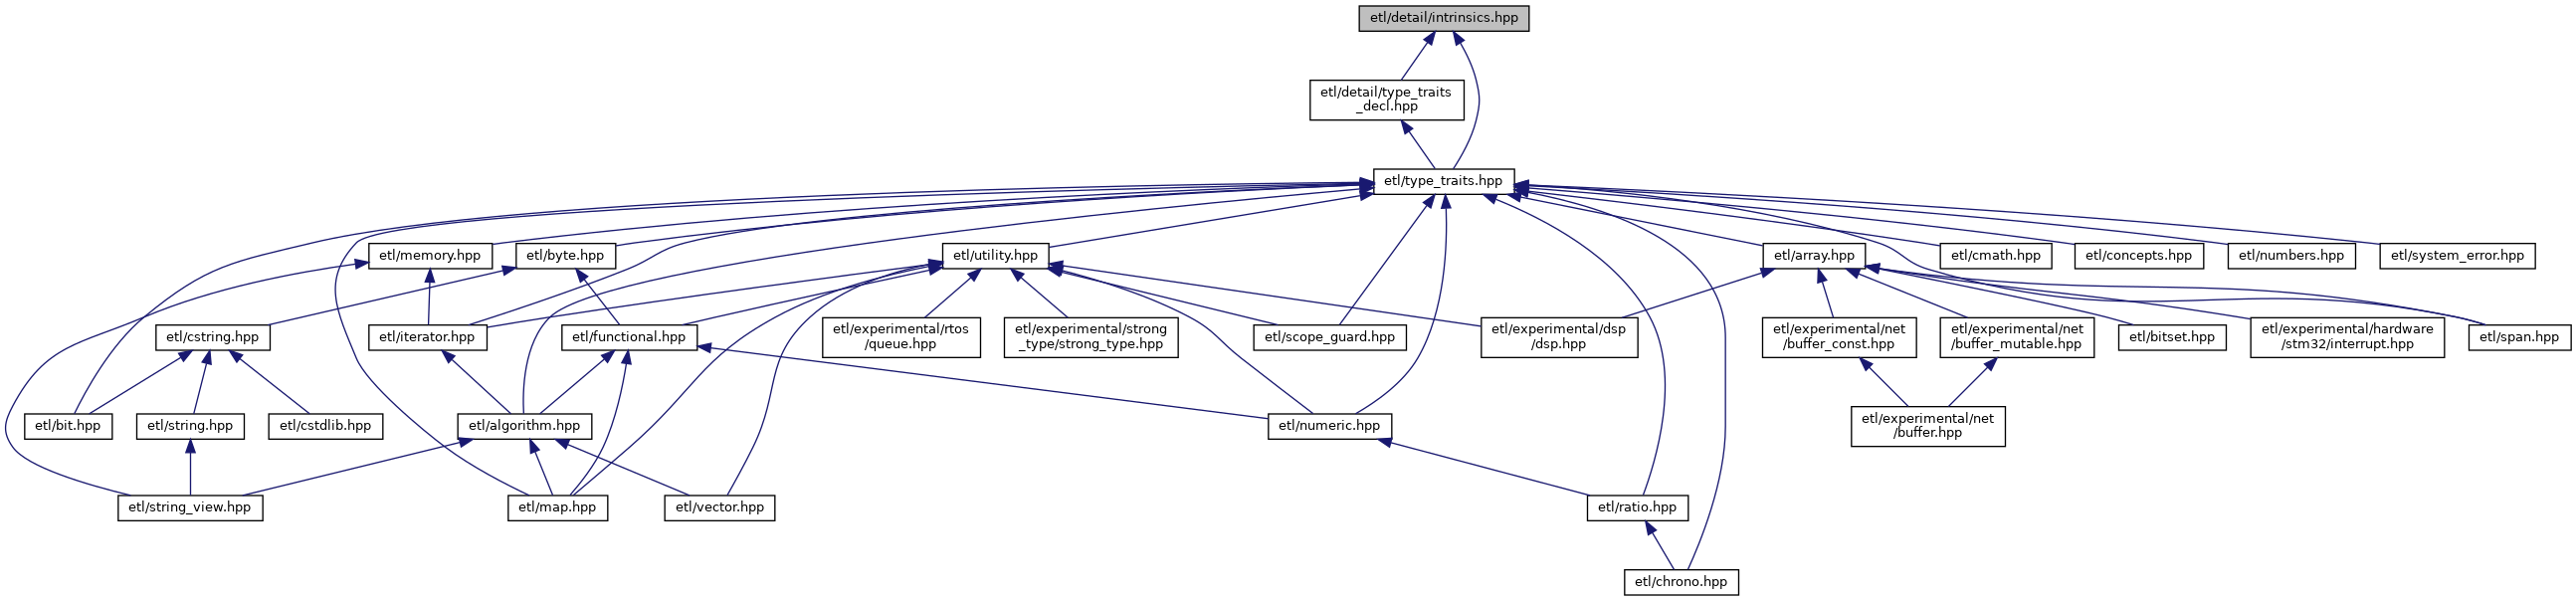 etl/detail/intrinsics.hpp
etl/detail/type_traits
_decl.hpp
etl/type_traits.hpp
etl/memory.hpp
etl/byte.hpp
etl/utility.hpp
etl/array.hpp
etl/cmath.hpp
etl/concepts.hpp
etl/numbers.hpp
etl/system_error.hpp
etl/cstring.hpp
etl/iterator.hpp
etl/functional.hpp
etl/experimental/rtos
/queue.hpp
etl/experimental/strong
_type/strong_type.hpp
etl/scope_guard.hpp
etl/experimental/dsp
/dsp.hpp
etl/experimental/net
/buffer_const.hpp
etl/experimental/net
/buffer_mutable.hpp
etl/bitset.hpp
etl/experimental/hardware
/stm32/interrupt.hpp
etl/span.hpp
etl/bit.hpp
etl/string.hpp
etl/cstdlib.hpp
etl/algorithm.hpp
etl/numeric.hpp
etl/experimental/net
/buffer.hpp
etl/string_view.hpp
etl/map.hpp
etl/vector.hpp
etl/ratio.hpp
etl/chrono.hpp